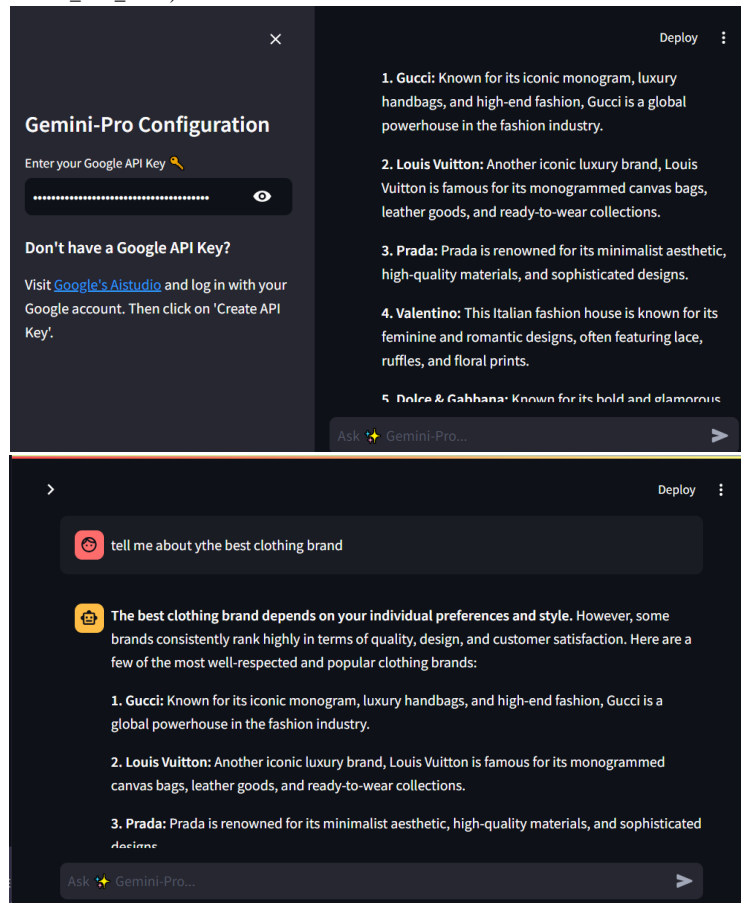 Deploy
Gemini-Pro Configuration
Enter your Google API Key
Don't have a Google API Key?
Visit Google's Aistudio and log in with your
Google account. Then click on 'Create API
Key'.
1. Gucci: Known for its iconic monogram, luxury
handbags, and high-end fashion, Gucci is a global
powerhouse in the fashion industry.
2. Louis Vuitton: Another iconic luxury brand, Louis
Vuitton is famous for its monogrammed canvas bags,
leather goods, and ready-to-wear collections.
3. Prada: Prada is renowned for its minimalist aesthetic,
high-quality materials, and sophisticated designs.
4. Valentino: This Italian fashion house is known for its
feminine and romantic designs, often featuring lace,
ruffles, and floral prints.
5. Dolce & Gabbana: Known for its bold and glamorous
Ask ✨ Gemini-Pro...
Deploy
tell me about ythe best clothing brand
The best clothing brand depends on your individual preferences and style. However, some
brands consistently rank highly in terms of quality, design, and customer satisfaction. Here are a
few of the most well-respected and popular clothing brands:
1. Gucci: Known for its iconic monogram, luxury handbags, and high-end fashion, Gucci is a
global powerhouse in the fashion industry.
2. Louis Vuitton: Another iconic luxury brand, Louis Vuitton is famous for its monogrammed
canvas bags, leather goods, and ready-to-wear collections.
3. Prada: Prada is renowned for its minimalist aesthetic, high-quality materials, and sophisticated
designs
Ask ✨ Gemini-Pro...